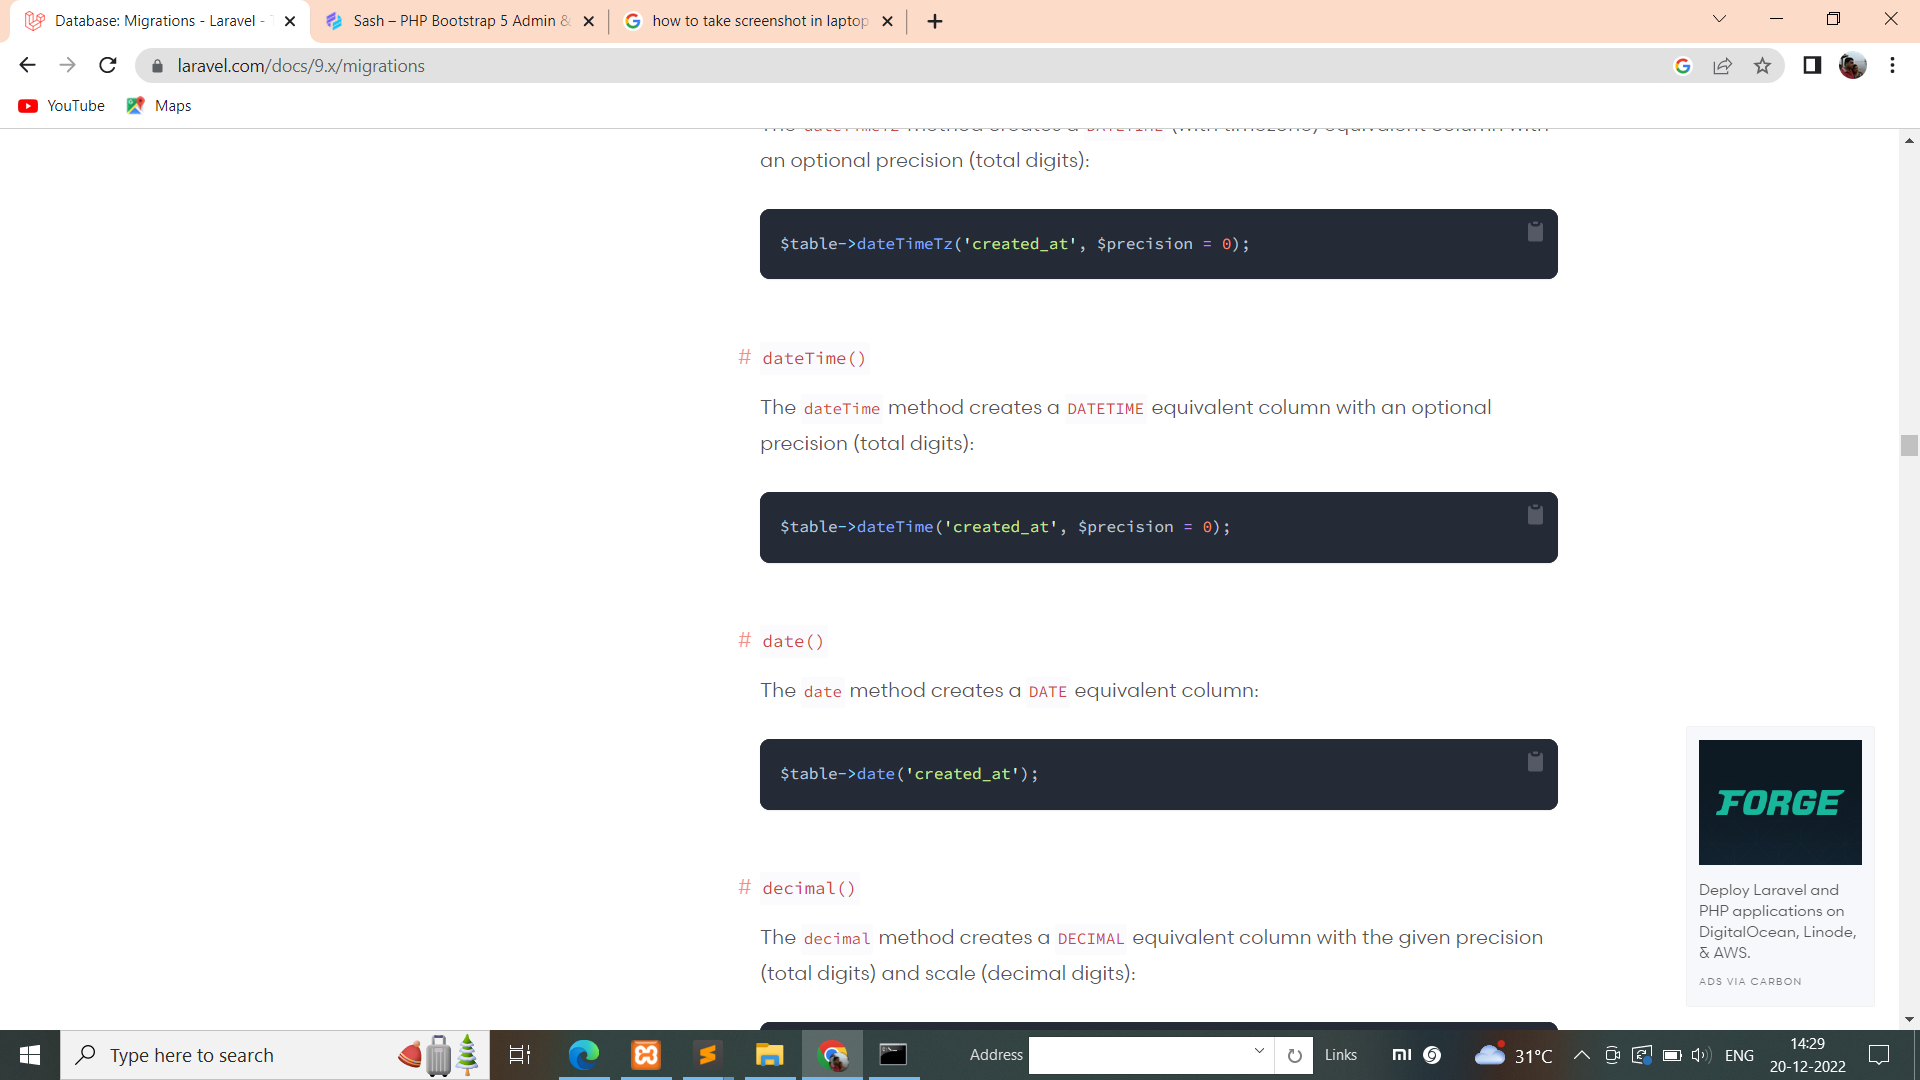 Database: Migrations - Laravel -
Sash – PHP Bootstrap 5 Admin &
how to take screenshot in laptop
laravel.com/docs/9.x/migrations
YouTube
Maps
The dateTimeTz method creates a DATETIME (with timezone) equivalent column with
an optional precision (total digits):
$table->dateTimeTz('created_at', $precision = 0);
# dateTime()
The dateTime method creates a DATETIME equivalent column with an optional
precision (total digits):
$table->dateTime('created_at', $precision = 0);
# date()
The date method creates a DATE equivalent column:
$table->date('created_at');
# decimal()
The decimal method creates a DECIMAL equivalent column with the given precision
(total digits) and scale (decimal digits):
FORGE
Deploy Laravel and
PHP applications on
DigitalOcean, Linode,
& AWS.
ADS VIA CARBON
Type here to search
Address
Links
31°C
ENG
14:29
20-12-2022